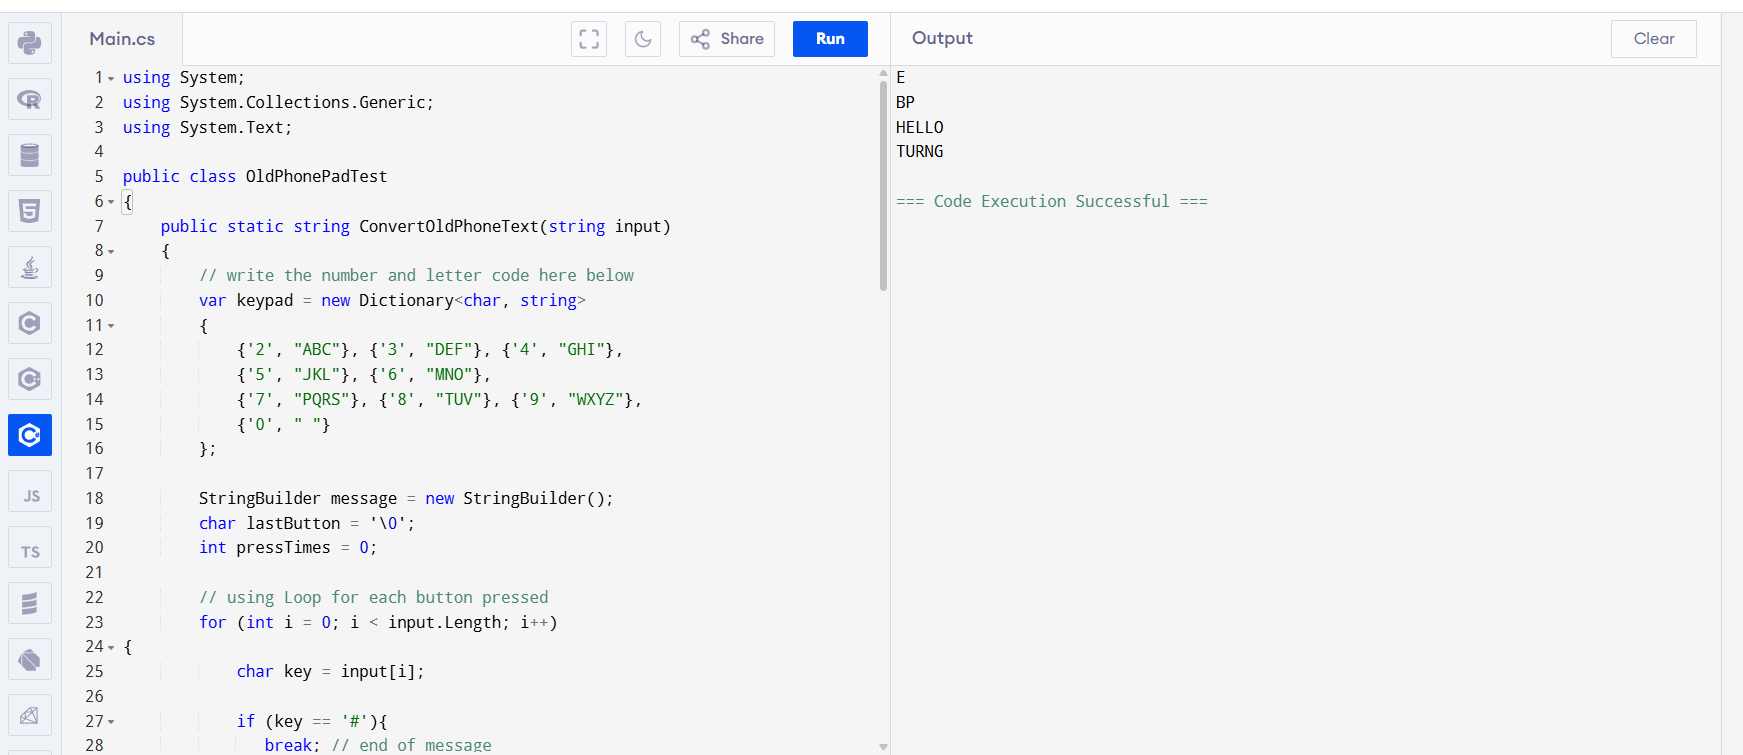 Main.cs
Share
Run
Output
Clear
1 using System;
2 using System.Collections.Generic;
3 using System.Text;
4
5 public class OldPhonePadTest
6 {
7     public static string ConvertOldPhoneText(string input)
8     {
9         // write the number and letter code here below
10         var keypad = new Dictionary<char, string>
11         {
12             {'2', "ABC"}, {'3', "DEF"}, {'4', "GHI"},
13             {'5', "JKL"}, {'6', "MNO"},
14             {'7', "PQRS"}, {'8', "TUV"}, {'9', "WXYZ"},
15             {'0', " "}
16         };
17
18         StringBuilder message = new StringBuilder();
19         char lastButton = '\0';
20         int pressTimes = 0;
21
22         // using Loop for each button pressed
23         for (int i = 0; i < input.Length; i++)
24 {
25             char key = input[i];
26
27             if (key == '#'){
28                break; // end of message
E
BP
HELLO
TURNG
=== Code Execution Successful ===
R
5
C
C
C
JS
TS